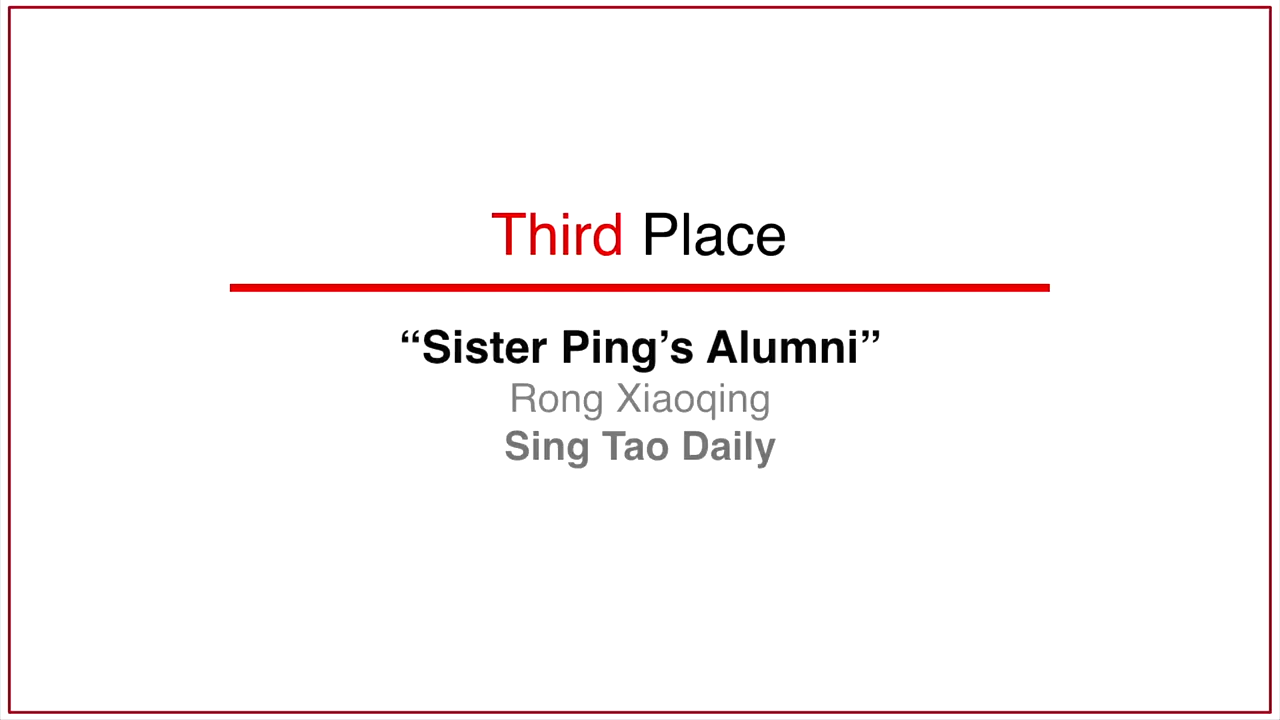 Third Place
“Sister Ping’s Alumni”
Rong Xiaoqing
Sing Tao Daily